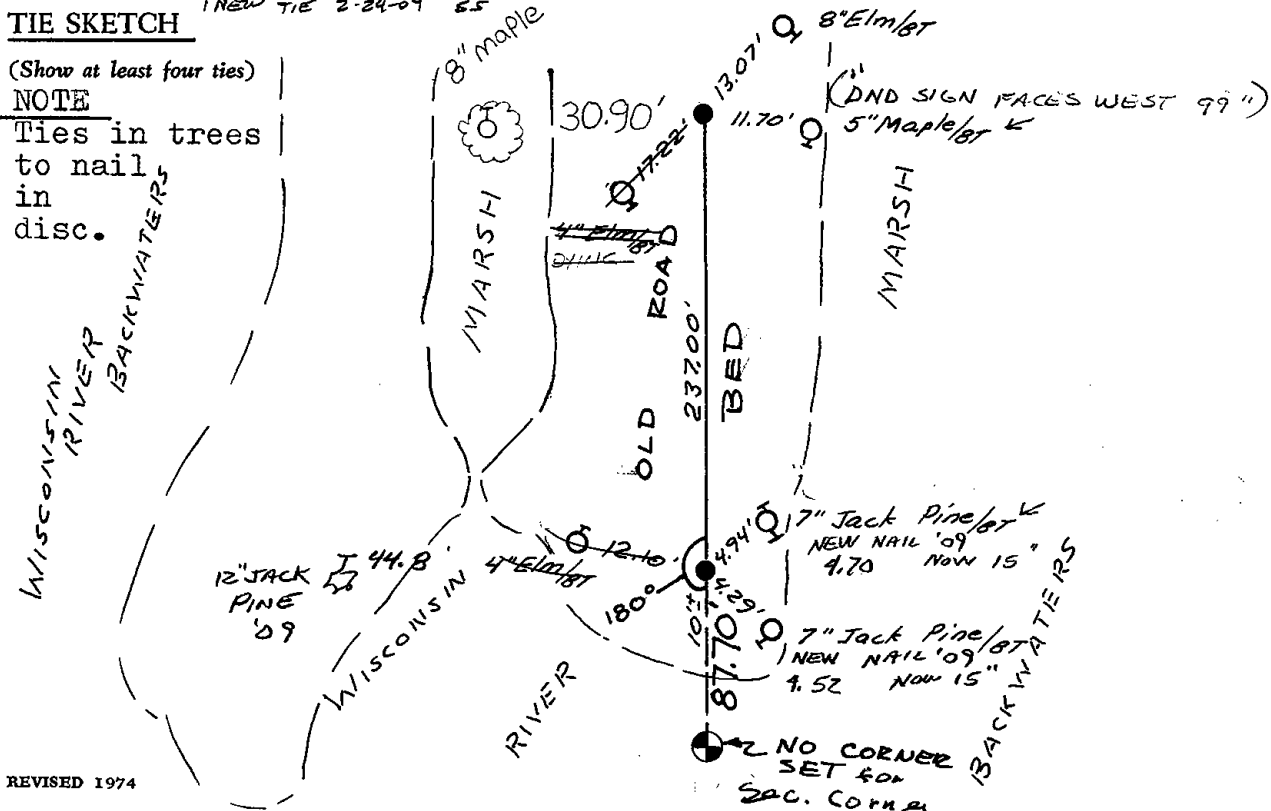 1 NEW TIE 2-24-09 SS
TIE SKETCH
(Show at least four ties)
NOTE
Ties in trees
to nail
in
disc.
8" maple
30.90'
13.07'
8" Elm/BT
(DND SIGN FACES WEST 99")
11.70'
5" Maple/BT
17.22'
4" Elm/BT
MARSH
MARSH
WISCONSIN
RIVER
BACKWATERS
OLD ROAD
BED
237.00'
12" JACK
PINE
'09
44.8
4" Elm/BT
12.10'
180°
4.94'
7" Jack Pine/BT
NEW NAIL '09
4.70 NOW 15"
4.29'
7" Jack Pine/BT
NEW NAIL '09
4.52 NOW 15"
10'±
87.70
WISCONSIN
RIVER
BACKWATERS
NO CORNER
SET for
Sec. Corner
REVISED 1974